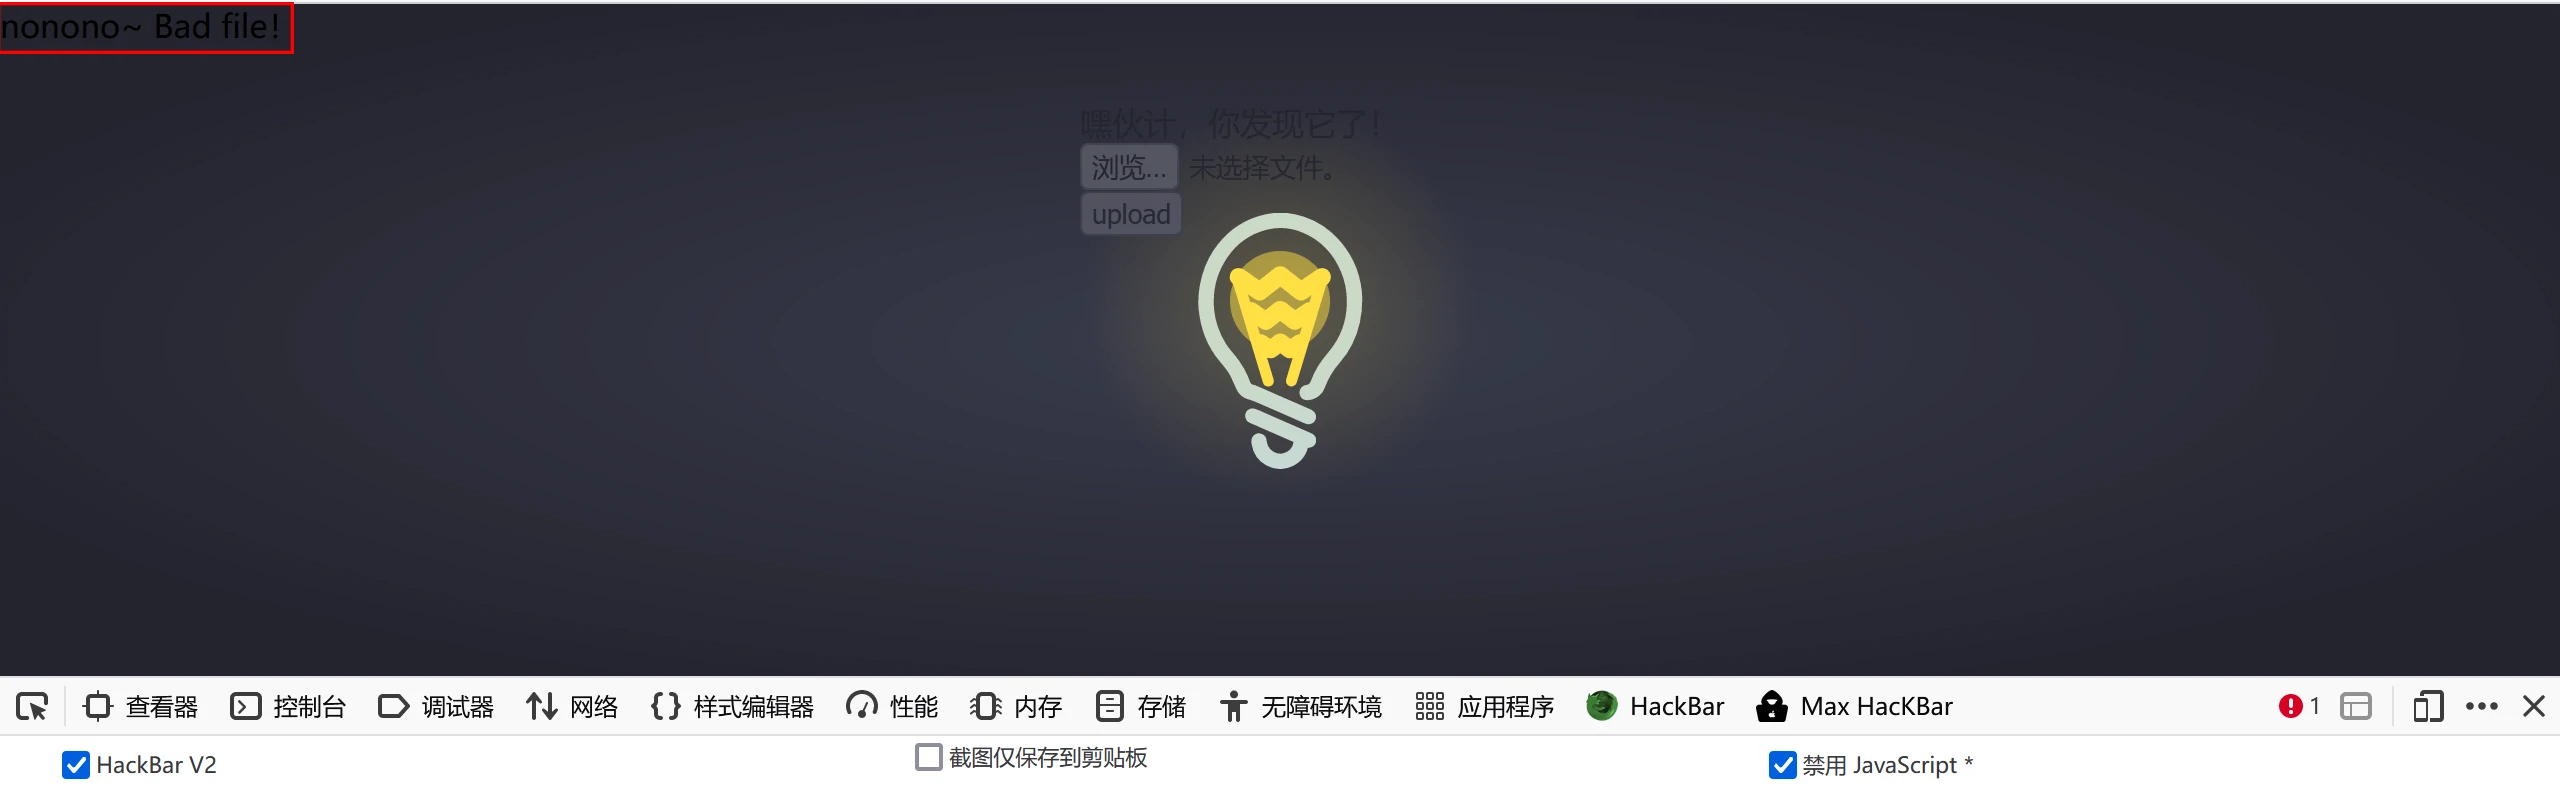 nonono~ Bad file!
嘿伙计，你发现它了！
浏览... 未选择文件。
upload
查看器 控制台 调试器 网络 样式编辑器 性能 内存 存储 无障碍环境 应用程序 HackBar Max HacKBar 1
HackBar V2 截图仅保存到剪贴板 禁用 JavaScript *